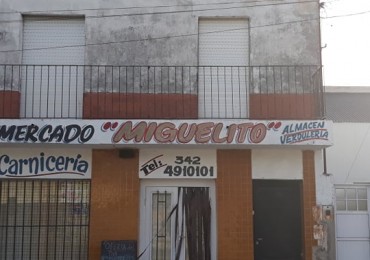 MERCADO "MIGUELITO" ALMACEN
VERDULERIA
Carnicería
Tel: 342
4910101